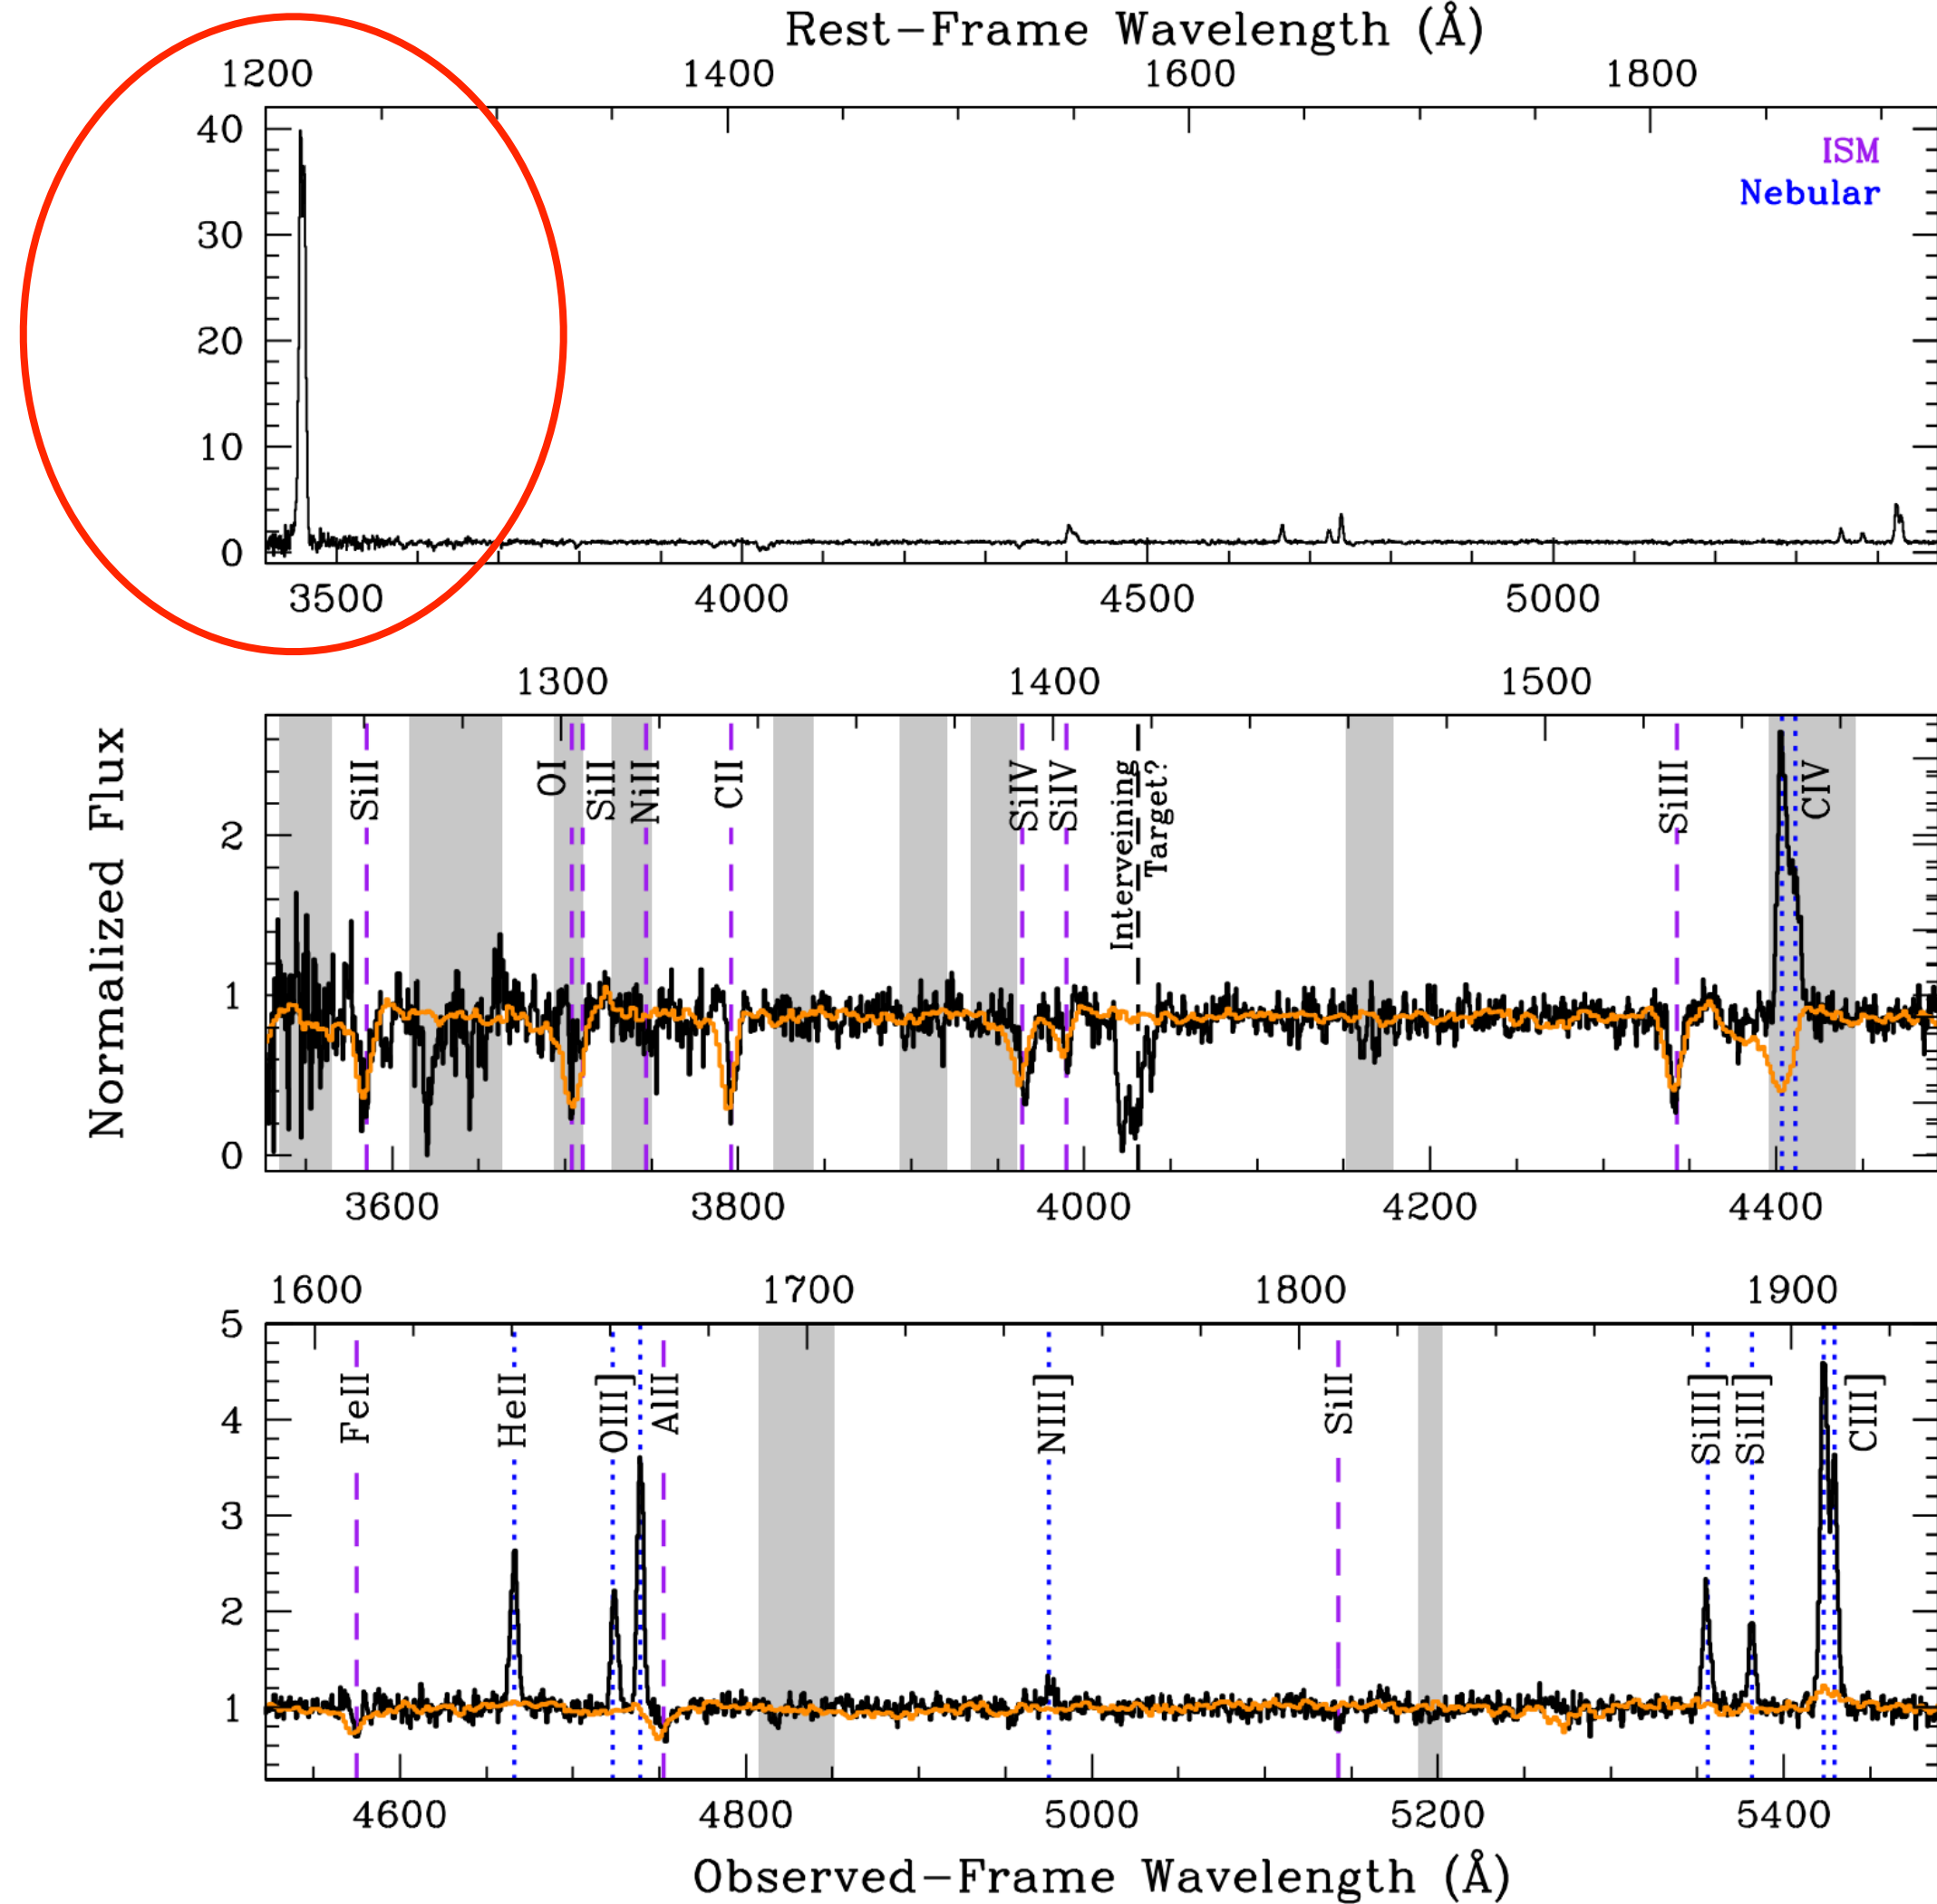 Rest-Frame Wavelength (Å)
1200 1400 1600 1800
40
30
20
10
0
ISM
Nebular
3500 4000 4500 5000
Normalized Flux
1300 1400 1500
2
1
0
SiII
OI
SiII
NiII
CII
SiIV
SiIV
Interveining
Target?
SiII
CIV
3600 3800 4000 4200 4400
1600 1700 1800 1900
5
4
3
2
1
FeII
HeII
OIII]
AlII
NIII]
SiII
SiIII]
SiIII]
CIII]
4600 4800 5000 5200 5400
Observed-Frame Wavelength (Å)